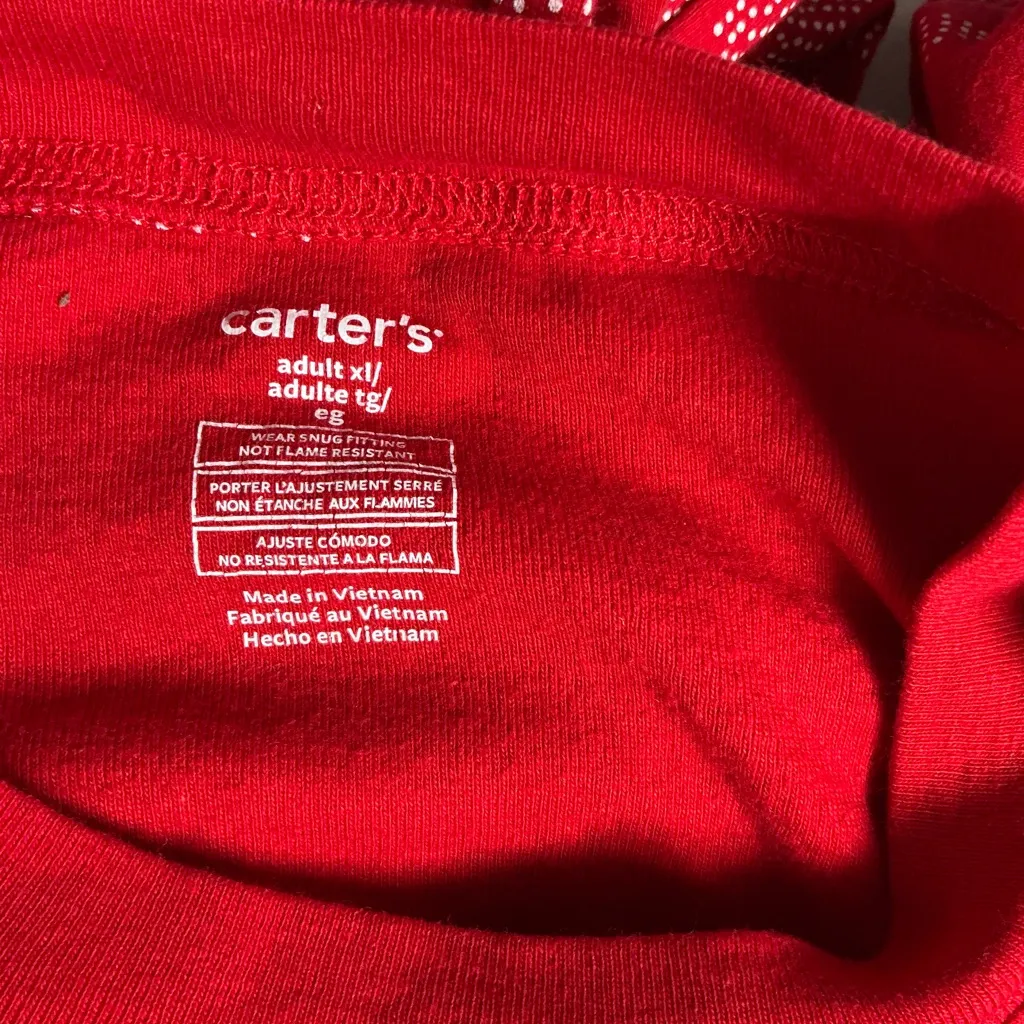 carter's
adult xl/
adulte tg/
eg
WEAR SNUG FITTING
NOT FLAME RESISTANT
PORTER L'AJUSTEMENT SERRÉ
NON ÉTANCHE AUX FLAMMES
AJUSTE CÓMODO
NO RESISTENTE A LA FLAMA
Made in Vietnam
Fabriqué au Vietnam
Hecho en Vietnam